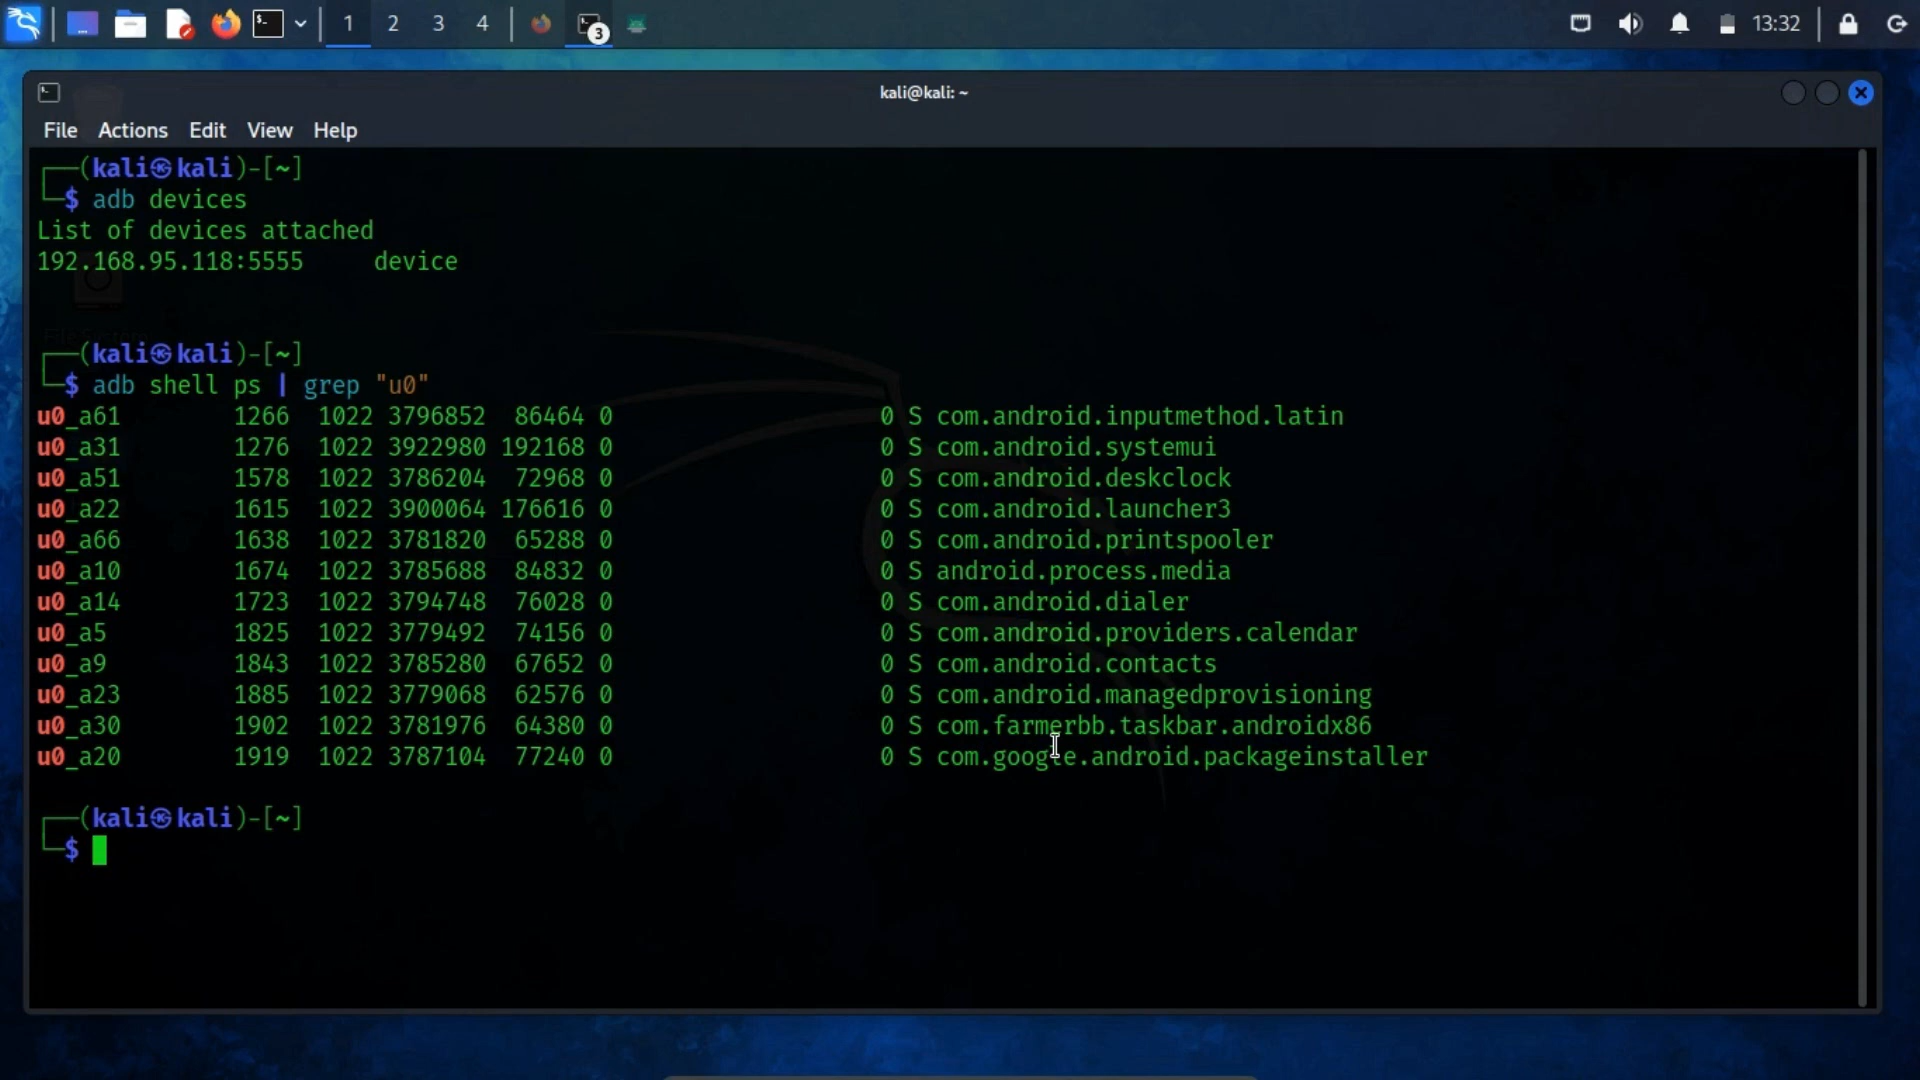 1 2 3 4 3 13:32
kali@kali: ~
File Actions Edit View Help
┌──(kali㉿kali)-[~]
└─$ adb devices
List of devices attached
192.168.95.118:5555 device
┌──(kali㉿kali)-[~]
└─$ adb shell ps | grep "u0"
u0_a61 1266 1022 3796852 86464 0 0 S com.android.inputmethod.latin
u0_a31 1276 1022 3922980 192168 0 0 S com.android.systemui
u0_a51 1578 1022 3786204 72968 0 0 S com.android.deskclock
u0_a22 1615 1022 3900064 176616 0 0 S com.android.launcher3
u0_a66 1638 1022 3781820 65288 0 0 S com.android.printspooler
u0_a10 1674 1022 3785688 84832 0 0 S android.process.media
u0_a14 1723 1022 3794748 76028 0 0 S com.android.dialer
u0_a5 1825 1022 3779492 74156 0 0 S com.android.providers.calendar
u0_a9 1843 1022 3785280 67652 0 0 S com.android.contacts
u0_a23 1885 1022 3779068 62576 0 0 S com.android.managedprovisioning
u0_a30 1902 1022 3781976 64380 0 0 S com.farmerbb.taskbar.androidx86
u0_a20 1919 1022 3787104 77240 0 0 S com.google.android.packageinstaller
┌──(kali㉿kali)-[~]
└─$